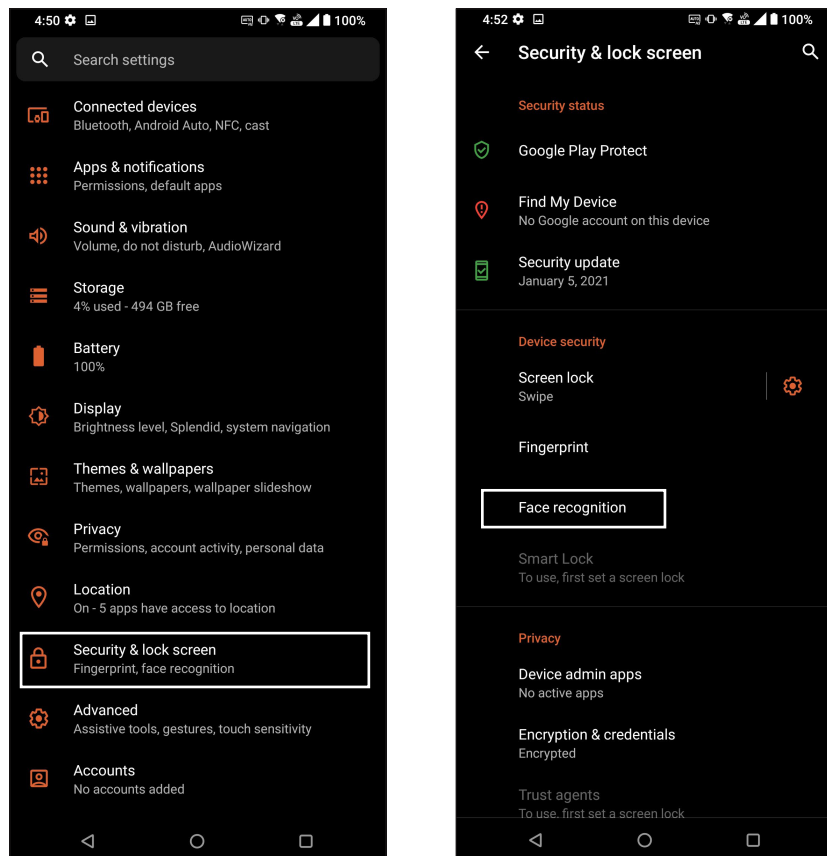 4:50
100%
Search settings
Connected devices
Bluetooth, Android Auto, NFC, cast
Apps & notifications
Permissions, default apps
Sound & vibration
Volume, do not disturb, AudioWizard
Storage
4% used - 494 GB free
Battery
100%
Display
Brightness level, Splendid, system navigation
Themes & wallpapers
Themes, wallpapers, wallpaper slideshow
Privacy
Permissions, account activity, personal data
Location
On - 5 apps have access to location
Security & lock screen
Fingerprint, face recognition
Advanced
Assistive tools, gestures, touch sensitivity
Accounts
No accounts added
4:52
100%
Security & lock screen
Security status
Google Play Protect
Find My Device
No Google account on this device
Security update
January 5, 2021
Device security
Screen lock
Swipe
Fingerprint
Face recognition
Smart Lock
To use, first set a screen lock
Privacy
Device admin apps
No active apps
Encryption & credentials
Encrypted
Trust agents
To use, first set a screen lock